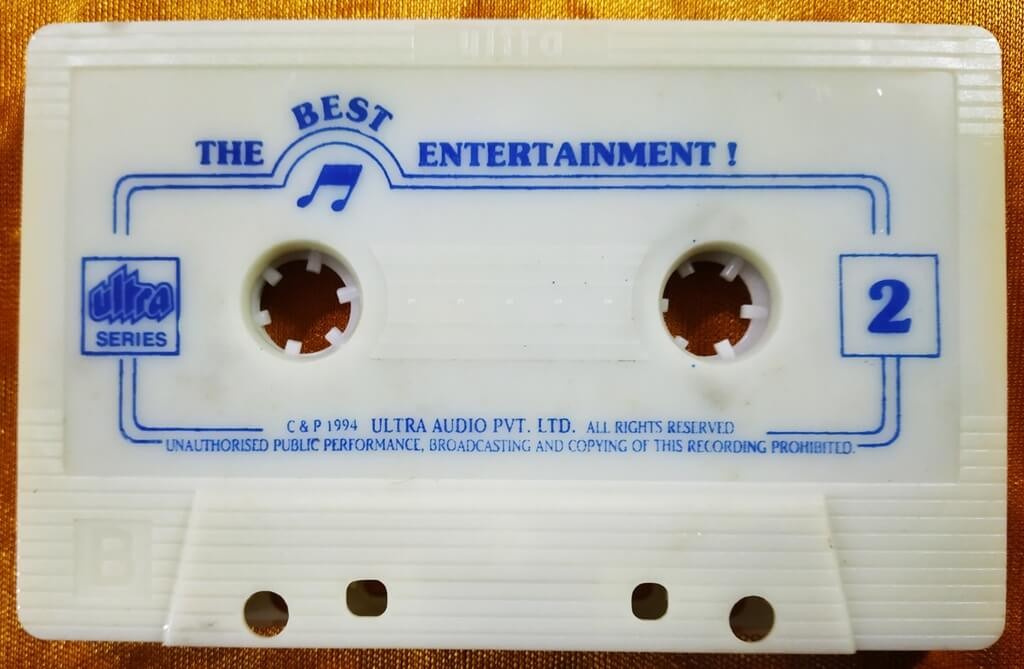 BEST
THE ENTERTAINMENT !
ultra
SERIES
2
C & P 1994 ULTRA AUDIO PVT. LTD. ALL RIGHTS RESERVED
UNAUTHORISED PUBLIC PERFORMANCE, BROADCASTING AND COPYING OF THIS RECORDING PROHIBITED.
B